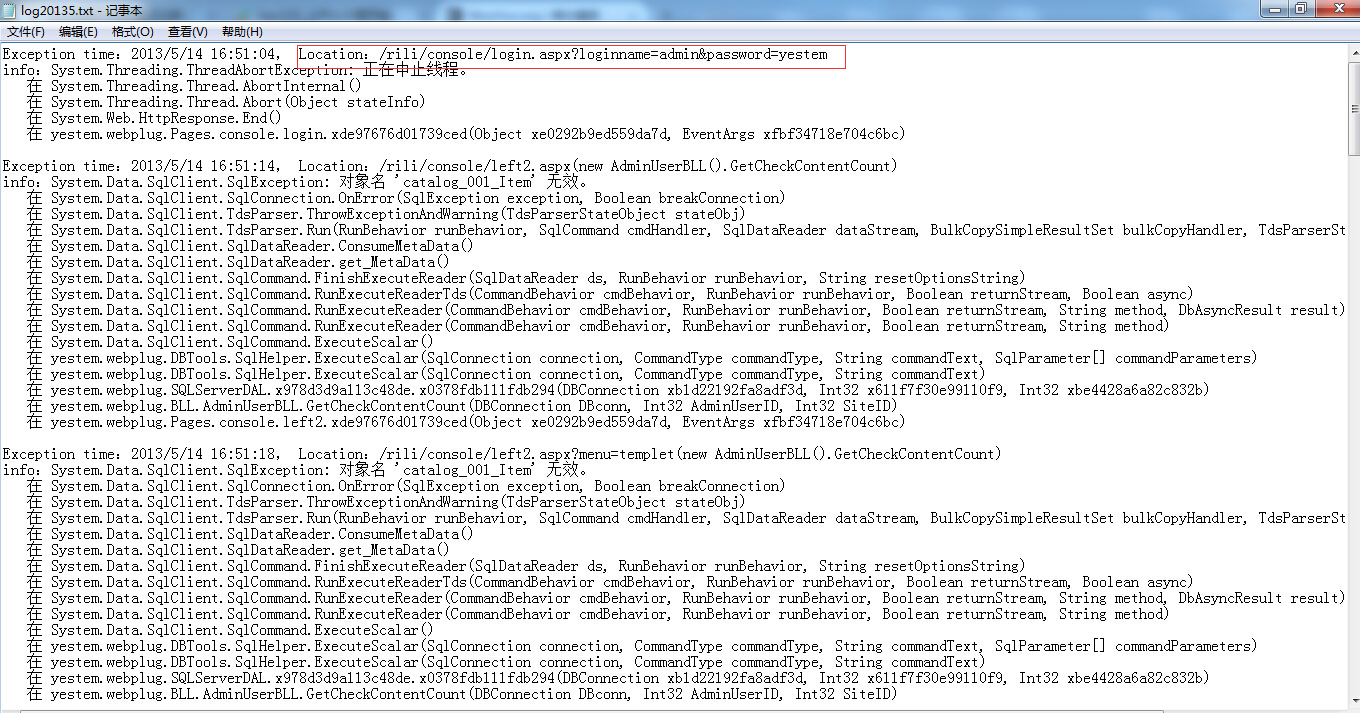 log20135.txt - 记事本
文件(F) 编辑(E) 格式(O) 查看(V) 帮助(H)
Exception time：2013/5/14 16:51:04， Location：/rili/console/login.aspx?loginname=admin&password=yestem
info：System.Threading.ThreadAbortException: 正在中止线程。
在 System.Threading.Thread.AbortInternal()
在 System.Threading.Thread.Abort(Object stateInfo)
在 System.Web.HttpResponse.End()
在 yestem.webplug.Pages.console.login.xde97676d01739ced(Object xe0292b9ed559da7d, EventArgs xfbf34718e704c6bc)
Exception time：2013/5/14 16:51:14， Location：/rili/console/left2.aspx(new AdminUserBLL().GetCheckContentCount)
info：System.Data.SqlClient.SqlException: 对象名 'catalog_001_Item' 无效。
在 System.Data.SqlClient.SqlConnection.OnError(SqlException exception, Boolean breakConnection)
在 System.Data.SqlClient.TdsParser.ThrowExceptionAndWarning(TdsParserStateObject stateObj)
在 System.Data.SqlClient.TdsParser.Run(RunBehavior runBehavior, SqlCommand cmdHandler, SqlDataReader dataStream, BulkCopySimpleResultSet bulkCopyHandler, TdsParserSt
在 System.Data.SqlClient.SqlDataReader.ConsumeMetaData()
在 System.Data.SqlClient.SqlDataReader.get_MetaData()
在 System.Data.SqlClient.SqlCommand.FinishExecuteReader(SqlDataReader ds, RunBehavior runBehavior, String resetOptionsString)
在 System.Data.SqlClient.SqlCommand.RunExecuteReaderTds(CommandBehavior cmdBehavior, RunBehavior runBehavior, Boolean returnStream, Boolean async)
在 System.Data.SqlClient.SqlCommand.RunExecuteReader(CommandBehavior cmdBehavior, RunBehavior runBehavior, Boolean returnStream, String method, DbAsyncResult result)
在 System.Data.SqlClient.SqlCommand.RunExecuteReader(CommandBehavior cmdBehavior, RunBehavior runBehavior, Boolean returnStream, String method)
在 System.Data.SqlClient.SqlCommand.ExecuteScalar()
在 yestem.webplug.DBTools.SqlHelper.ExecuteScalar(SqlConnection connection, CommandType commandType, String commandText, SqlParameter[] commandParameters)
在 yestem.webplug.DBTools.SqlHelper.ExecuteScalar(SqlConnection connection, CommandType commandType, String commandText)
在 yestem.webplug.SQLServerDAL.x978d3d9a113c48de.x0378fdb111fdb294(DBConnection xb1d22192fa8adf3d, Int32 x611f7f30e99110f9, Int32 xbe4428a6a82c832b)
在 yestem.webplug.BLL.AdminUserBLL.GetCheckContentCount(DBConnection DBconn, Int32 AdminUserID, Int32 SiteID)
在 yestem.webplug.Pages.console.left2.xde97676d01739ced(Object xe0292b9ed559da7d, EventArgs xfbf34718e704c6bc)
Exception time：2013/5/14 16:51:18， Location：/rili/console/left2.aspx?menu=templet(new AdminUserBLL().GetCheckContentCount)
info：System.Data.SqlClient.SqlException: 对象名 'catalog_001_Item' 无效。
在 System.Data.SqlClient.SqlConnection.OnError(SqlException exception, Boolean breakConnection)
在 System.Data.SqlClient.TdsParser.ThrowExceptionAndWarning(TdsParserStateObject stateObj)
在 System.Data.SqlClient.TdsParser.Run(RunBehavior runBehavior, SqlCommand cmdHandler, SqlDataReader dataStream, BulkCopySimpleResultSet bulkCopyHandler, TdsParserSt
在 System.Data.SqlClient.SqlDataReader.ConsumeMetaData()
在 System.Data.SqlClient.SqlDataReader.get_MetaData()
在 System.Data.SqlClient.SqlCommand.FinishExecuteReader(SqlDataReader ds, RunBehavior runBehavior, String resetOptionsString)
在 System.Data.SqlClient.SqlCommand.RunExecuteReaderTds(CommandBehavior cmdBehavior, RunBehavior runBehavior, Boolean returnStream, Boolean async)
在 System.Data.SqlClient.SqlCommand.RunExecuteReader(CommandBehavior cmdBehavior, RunBehavior runBehavior, Boolean returnStream, String method, DbAsyncResult result)
在 System.Data.SqlClient.SqlCommand.RunExecuteReader(CommandBehavior cmdBehavior, RunBehavior runBehavior, Boolean returnStream, String method)
在 System.Data.SqlClient.SqlCommand.ExecuteScalar()
在 yestem.webplug.DBTools.SqlHelper.ExecuteScalar(SqlConnection connection, CommandType commandType, String commandText, SqlParameter[] commandParameters)
在 yestem.webplug.DBTools.SqlHelper.ExecuteScalar(SqlConnection connection, CommandType commandType, String commandText)
在 yestem.webplug.SQLServerDAL.x978d3d9a113c48de.x0378fdb111fdb294(DBConnection xb1d22192fa8adf3d, Int32 x611f7f30e99110f9, Int32 xbe4428a6a82c832b)
在 yestem.webplug.BLL.AdminUserBLL.GetCheckContentCount(DBConnection DBconn, Int32 AdminUserID, Int32 SiteID)